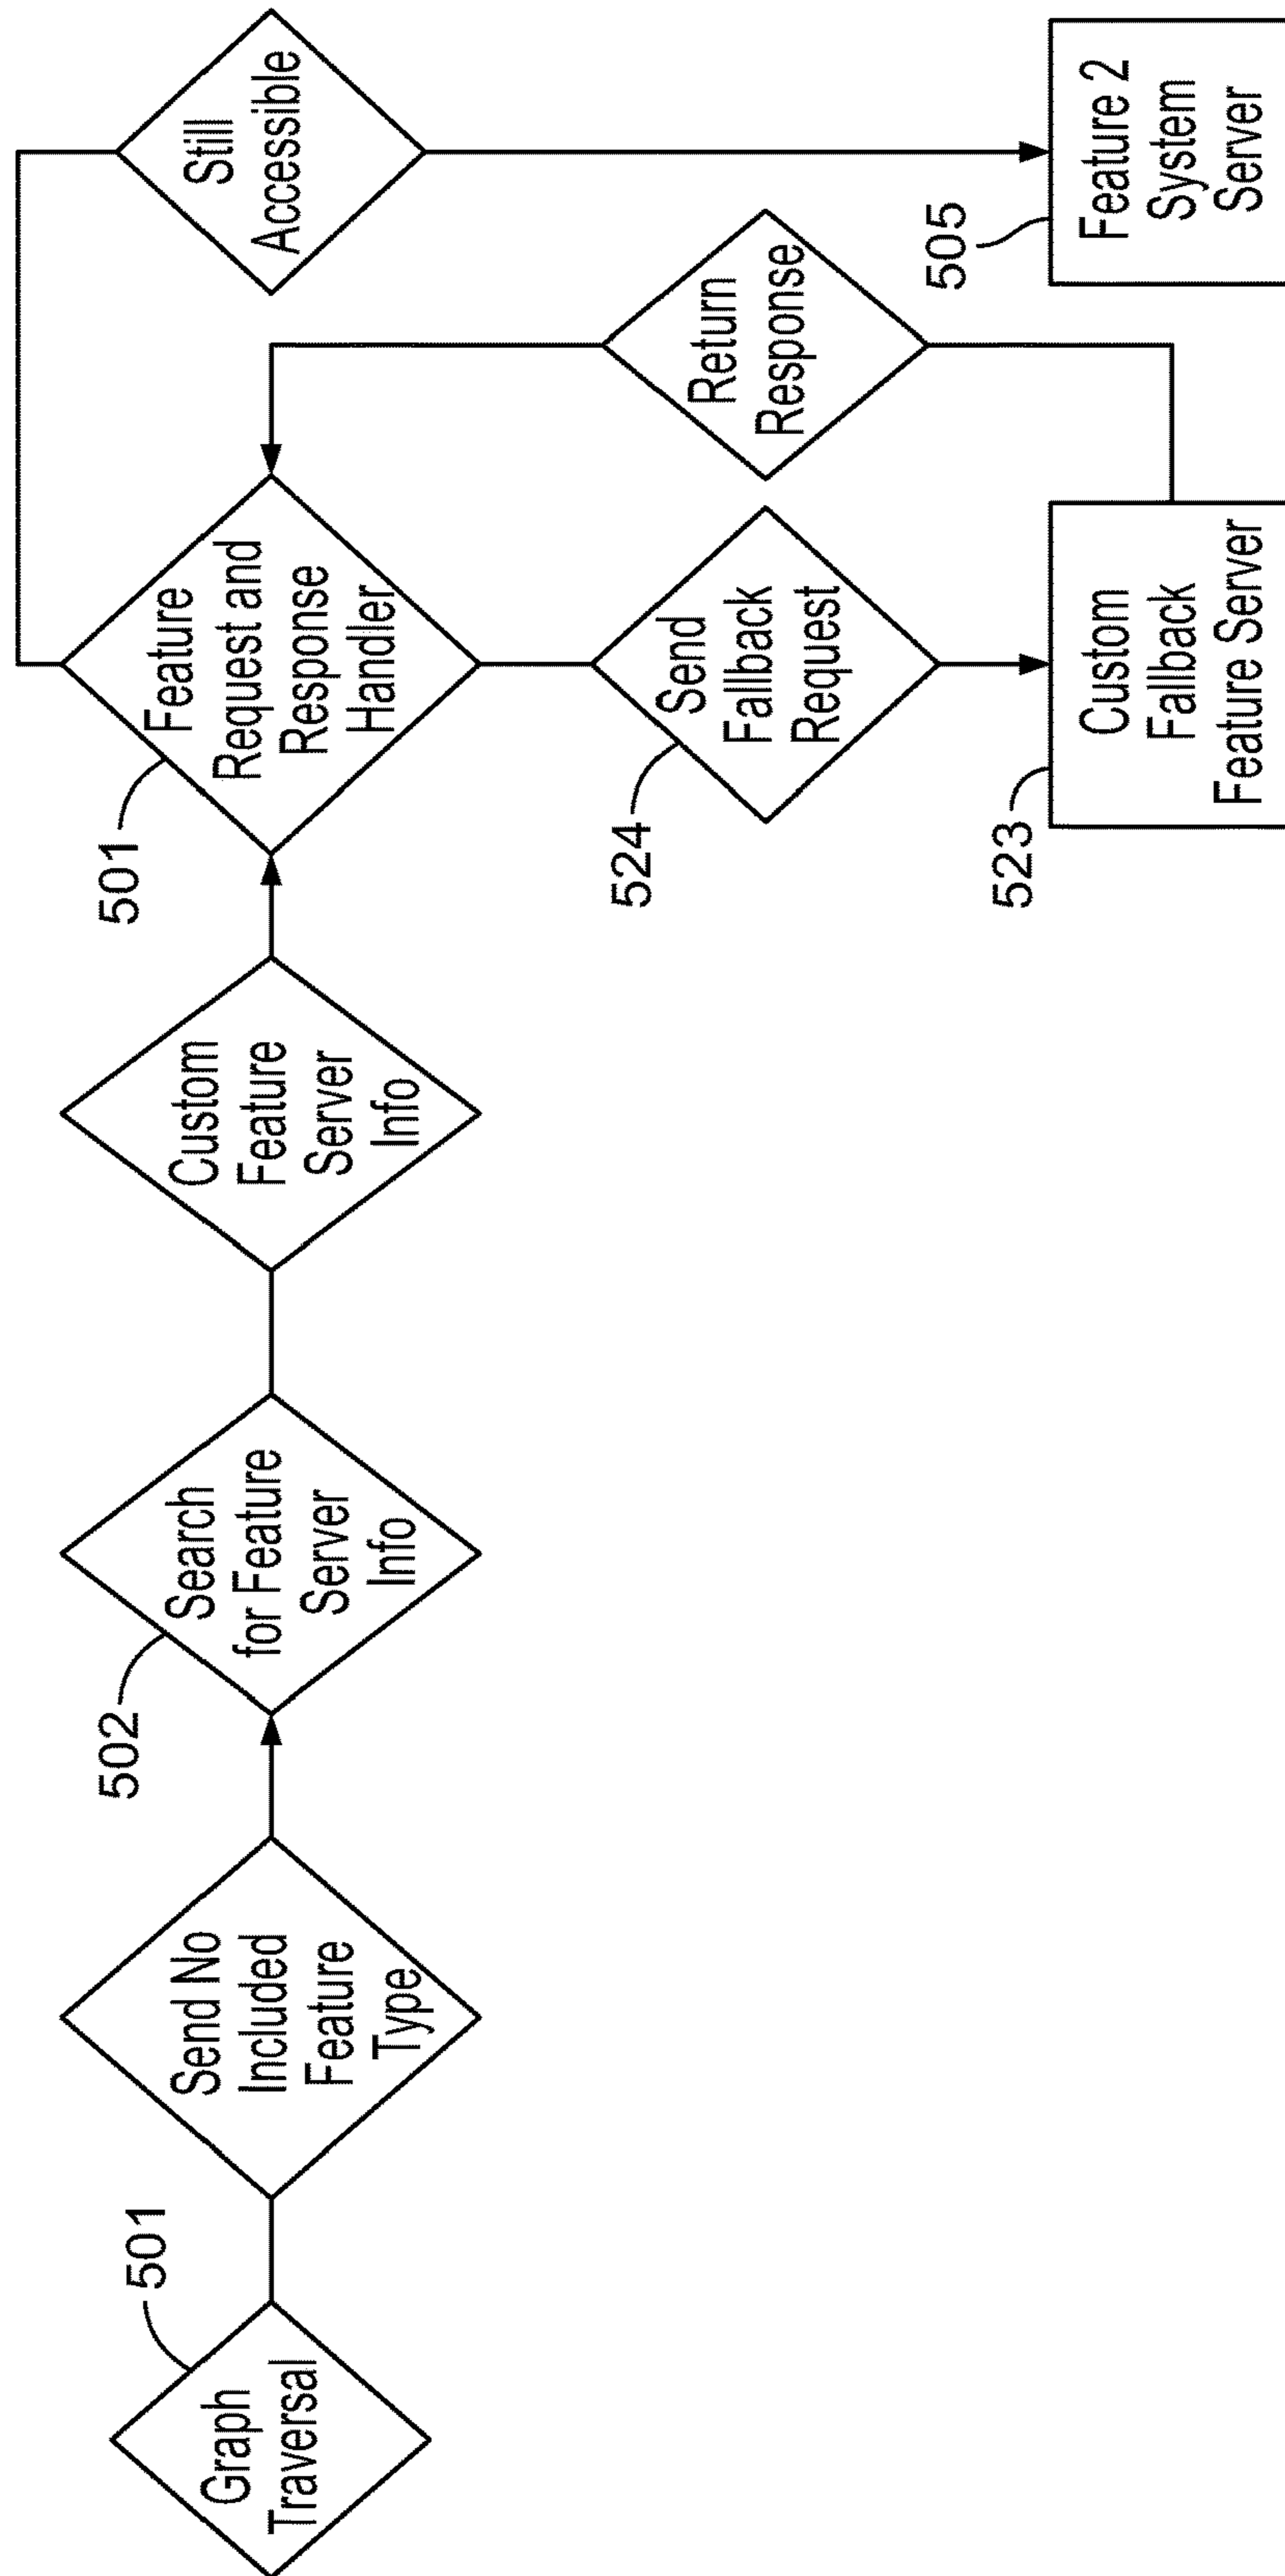 501
Graph
Traversal
Send No
Included
Feature
Type
502
Search
for Feature
Server
Info
Custom
Feature
Server
Info
501
Feature
Request and
Response
Handler
Still
Accessible
524
Send
Fallback
Request
Return
Response
523
Custom
Fallback
Feature Server
505
Feature 2
System
Server